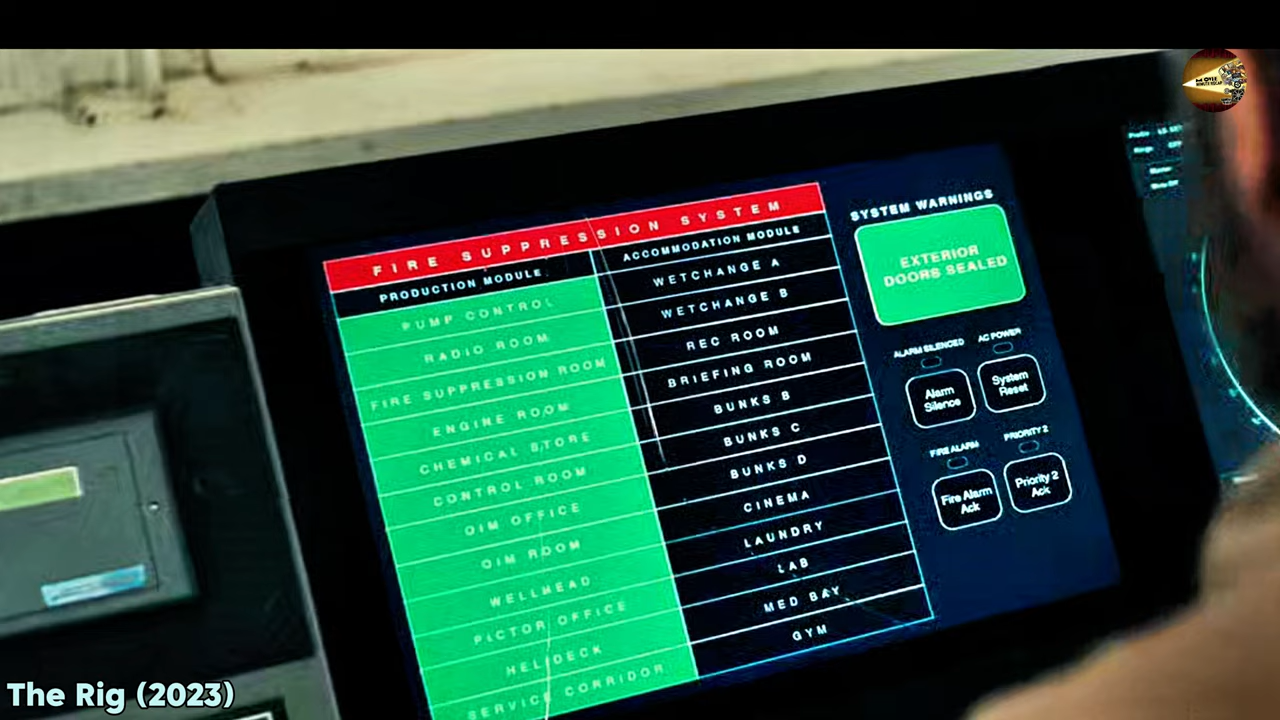 FIRE SUPPRESSION SYSTEM
PRODUCTION MODULE
PUMP CONTROL
RADIO ROOM
FIRE SUPPRESSION ROOM
ENGINE ROOM
CHEMICAL STORE
CONTROL ROOM
OIM OFFICE
OIM ROOM
WELLHEAD
PICTOR OFFICE
HELIDECK
SERVICE CORRIDOR
ACCOMMODATION MODULE
WETCHANGE A
WETCHANGE B
REC ROOM
BRIEFING ROOM
BUNKS B
BUNKS C
BUNKS D
CINEMA
LAUNDRY
LAB
MED BAY
GYM
SYSTEM WARNINGS
EXTERIOR
DOORS SEALED
ALARM SILENCED
AC POWER
Alarm
Silence
System
Reset
FIRE ALARM
PRIORITY 2
Fire Alarm
Ack
Priority 2
Ack
The Rig (2023)